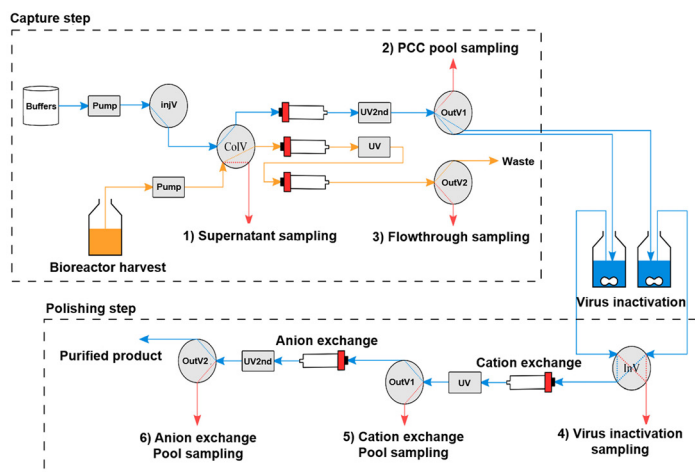 Capture step
2) PCC pool sampling
Buffers
Pump
injV
UV2nd
OutV1
ColV
UV
Waste
Pump
OutV2
1) Supernatant sampling
3) Flowthrough sampling
Bioreactor harvest
Virus inactivation
Polishing step
Anion exchange
Purified product
OutV2
UV2nd
Cation exchange
InV
OutV1
UV
6) Anion exchange
Pool sampling
5) Cation exchange
Pool sampling
4) Virus inactivation
sampling